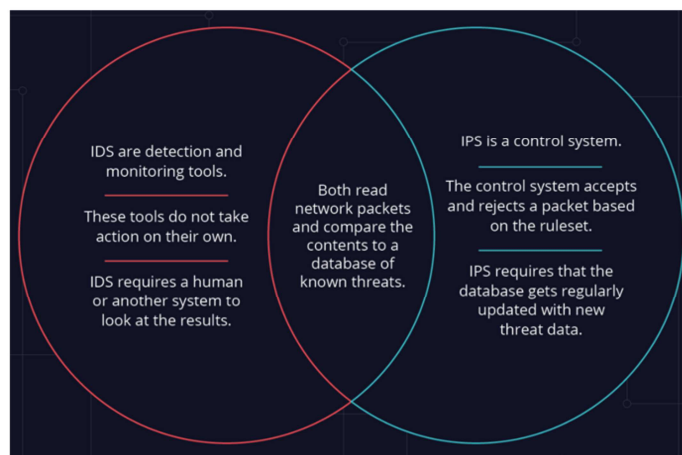 IDS are detection and
monitoring tools.
These tools do not take
action on their own.
IDS requires a human
or another system to
look at the results.
Both read
network packets
and compare the
contents to a
database of
known threats.
IPS is a control system.
The control system accepts
and rejects a packet based
on the ruleset.
IPS requires that the
database gets regularly
updated with new
threat data.